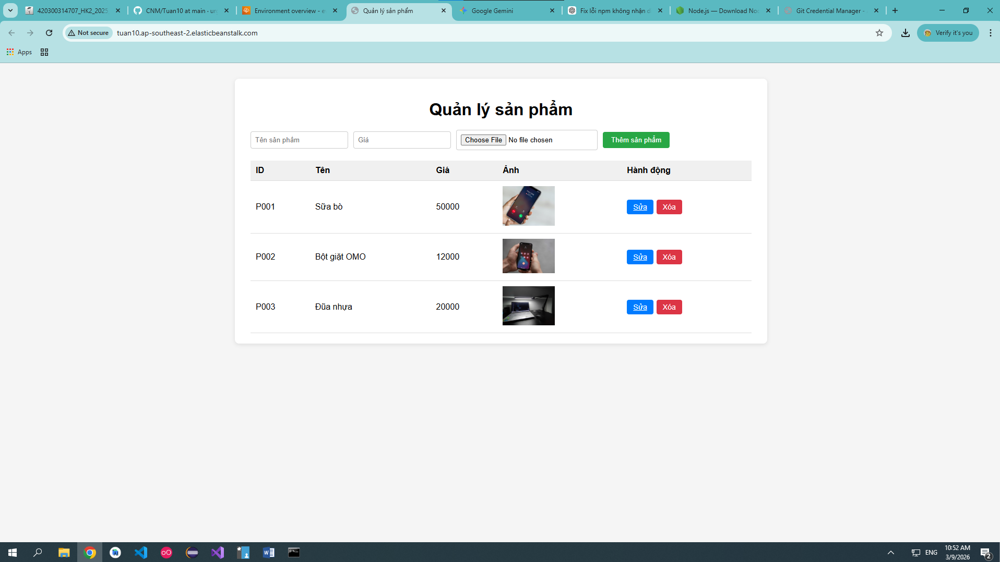 420300314707_HK2_2025
CNM/Tuan10 at main · ur
Environment overview - e
Quản lý sản phẩm
Google Gemini
Fix lỗi npm không nhận d
Node.js — Download No
Git Credential Manager -
Not secure
tuan10.ap-southeast-2.elasticbeanstalk.com
Verify it's you
Apps
Quản lý sản phẩm
Tên sản phẩm Giá Choose File No file chosen Thêm sản phẩm
ID Tên Giá Ảnh Hành động
P001 Sữa bò 50000 Sửa Xóa
P002 Bột giặt OMO 12000 Sửa Xóa
P003 Đũa nhựa 20000 Sửa Xóa
ENG
10:52 AM
3/9/2026
2